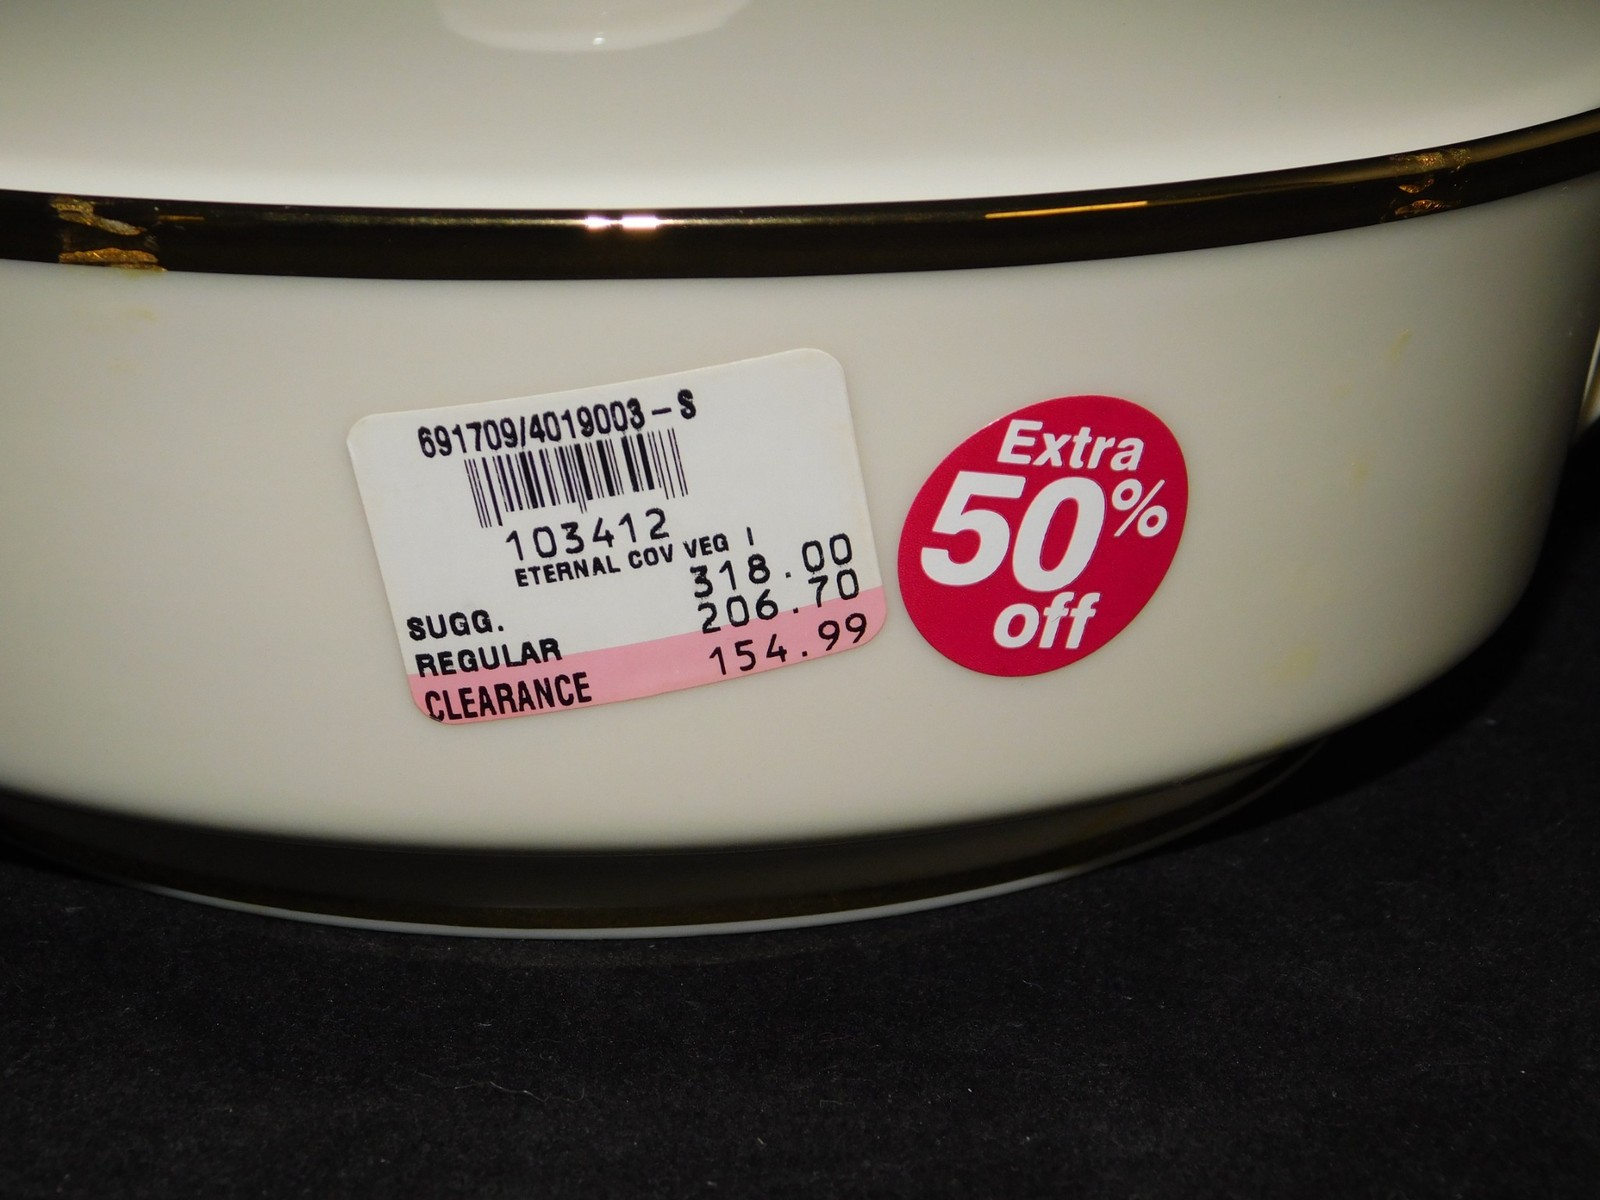 691709/4019003-S
103412
ETERNAL COV VEG I
SUGG. 318.00
REGULAR 206.70
CLEARANCE 154.99
Extra
50%
off